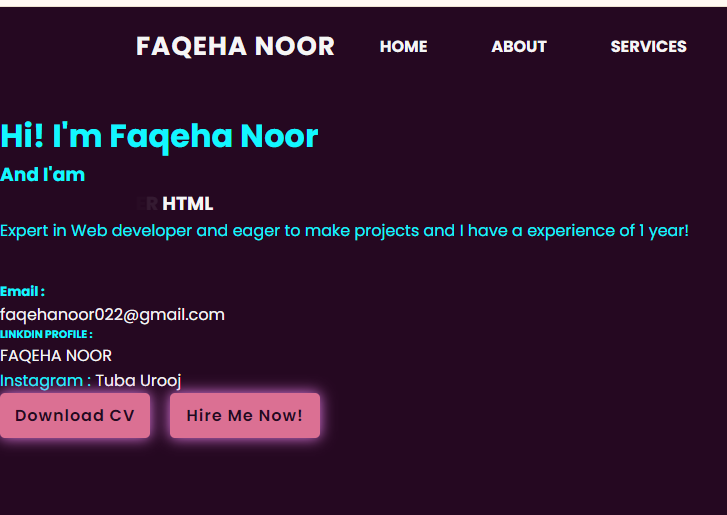 FAQEHA NOOR HOME ABOUT SERVICES
Hi! I'm Faqeha Noor
And I'am
R HTML
Expert in Web developer and eager to make projects and I have a experience of 1 year!
Email :
faqehanoor022@gmail.com
LINKDIN PROFILE :
FAQEHA NOOR
Instagram : Tuba Urooj
Download CV Hire Me Now!